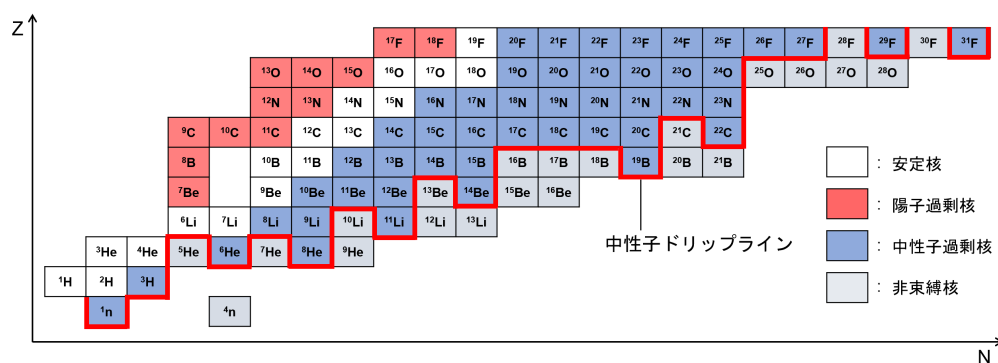 Z
¹⁷F ¹⁸F ¹⁹F ²⁰F ²¹F ²²F ²³F ²⁴F ²⁵F ²⁶F ²⁷F ²⁸F ²⁹F ³⁰F ³¹F
¹³O ¹⁴O ¹⁵O ¹⁶O ¹⁷O ¹⁸O ¹⁹O ²⁰O ²¹O ²²O ²³O ²⁴O ²⁵O ²⁶O ²⁷O ²⁸O
¹²N ¹³N ¹⁴N ¹⁵N ¹⁶N ¹⁷N ¹⁸N ¹⁹N ²⁰N ²¹N ²²N ²³N
⁹C ¹⁰C ¹¹C ¹²C ¹³C ¹⁴C ¹⁵C ¹⁶C ¹⁷C ¹⁸C ¹⁹C ²⁰C ²¹C ²²C
⁸B ¹⁰B ¹¹B ¹²B ¹³B ¹⁴B ¹⁵B ¹⁶B ¹⁷B ¹⁸B ¹⁹B ²⁰B ²¹B
⁷Be ⁹Be ¹⁰Be ¹¹Be ¹²Be ¹³Be ¹⁴Be ¹⁵Be ¹⁶Be
⁶Li ⁷Li ⁸Li ⁹Li ¹⁰Li ¹¹Li ¹²Li ¹³Li
³He ⁴He ⁵He ⁶He ⁷He ⁸He ⁹He
¹H ²H ³H
¹n ⁴n
中性子ドリップライン
：安定核
：陽子過剰核
：中性子過剰核
：非束縛核
N